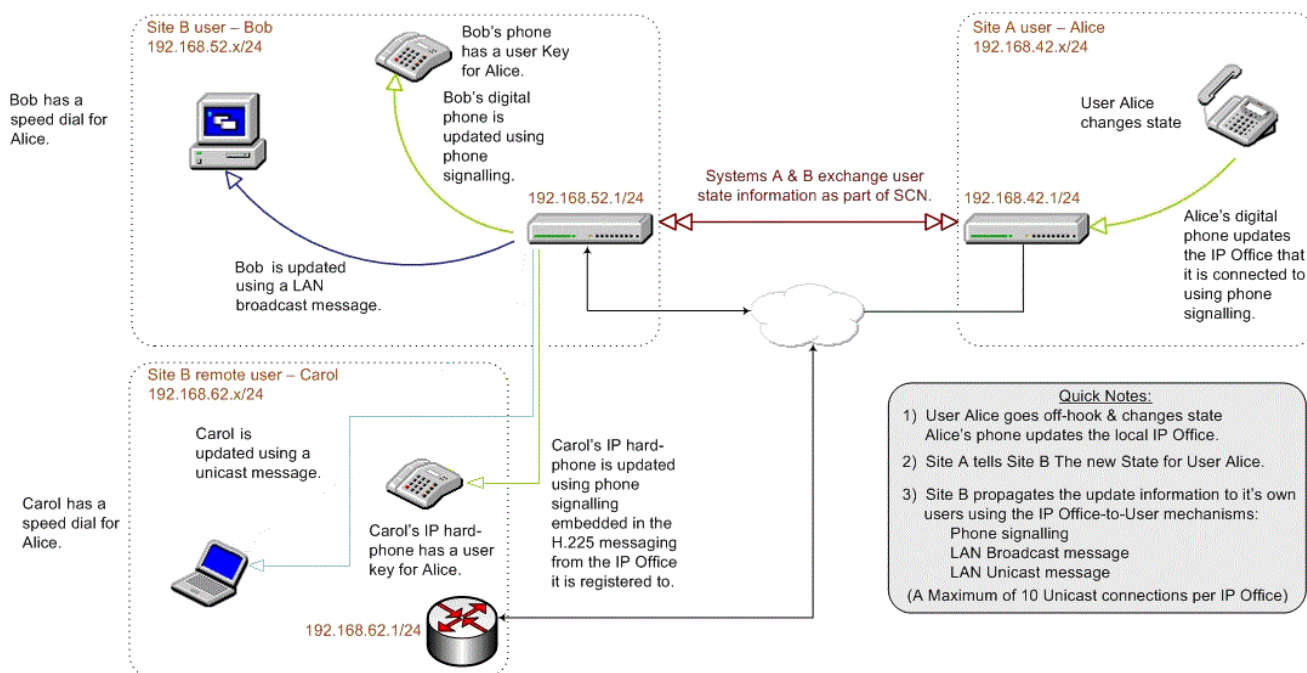 Site B user – Bob
192.168.52.x/24
Bob has a
speed dial for
Alice.
Bob's phone
has a user Key
for Alice.
Bob's digital
phone is
updated using
phone
signalling.
Bob is updated
using a LAN
broadcast message.
192.168.52.1/24
Systems A & B exchange user
state information as part of SCN.
Site A user – Alice
192.168.42.x/24
User Alice
changes state
192.168.42.1/24
Alice's digital
phone updates
the IP Office that
it is connected to
using phone
signalling.
Site B remote user – Carol
192.168.62.x/24
Carol is
updated using a
unicast message.
Carol has a
speed dial for
Alice.
Carol's IP hard-
phone has a user
key for Alice.
Carol's IP hard-
phone is updated
using phone
signalling
embedded in the
H.225 messaging
from the IP Office
it is registered to.
192.168.62.1/24
Quick Notes:
1) User Alice goes off-hook & changes state
Alice's phone updates the local IP Office.
2) Site A tells Site B The new State for User Alice.
3) Site B propagates the update information to it's own
users using the IP Office-to-User mechanisms:
Phone signalling
LAN Broadcast message
LAN Unicast message
(A Maximum of 10 Unicast connections per IP Office)